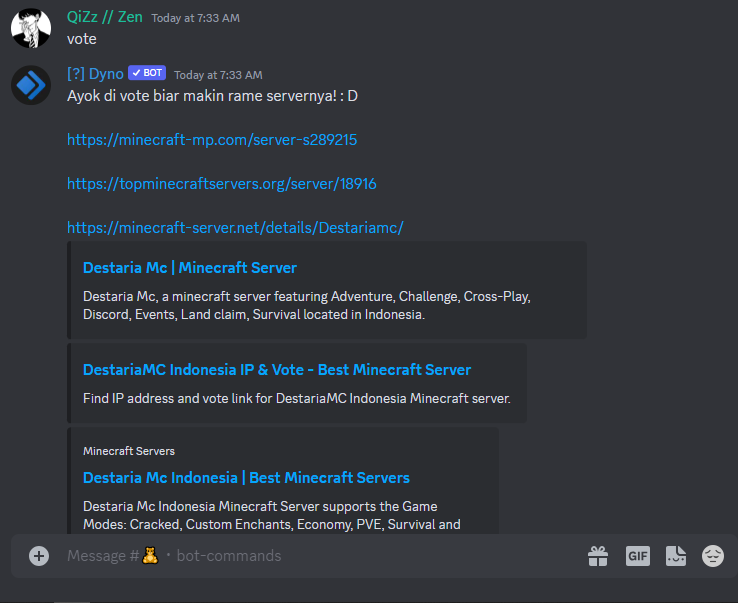 QiZz // Zen Today at 7:33 AM
vote
[?] Dyno ✓ BOT Today at 7:33 AM
Ayok di vote biar makin rame servernya! : D
https://minecraft-mp.com/server-s289215
https://topminecraftservers.org/server/18916
https://minecraft-server.net/details/Destariamc/
Destaria Mc | Minecraft Server
Destaria Mc, a minecraft server featuring Adventure, Challenge, Cross-Play,
Discord, Events, Land claim, Survival located in Indonesia.
DestariaMC Indonesia IP & Vote - Best Minecraft Server
Find IP address and vote link for DestariaMC Indonesia Minecraft server.
Minecraft Servers
Destaria Mc Indonesia | Best Minecraft Servers
Destaria Mc Indonesia Minecraft Server supports the Game
Modes: Cracked, Custom Enchants, Economy, PVE, Survival and
Message #🧸・bot-commands
GIF